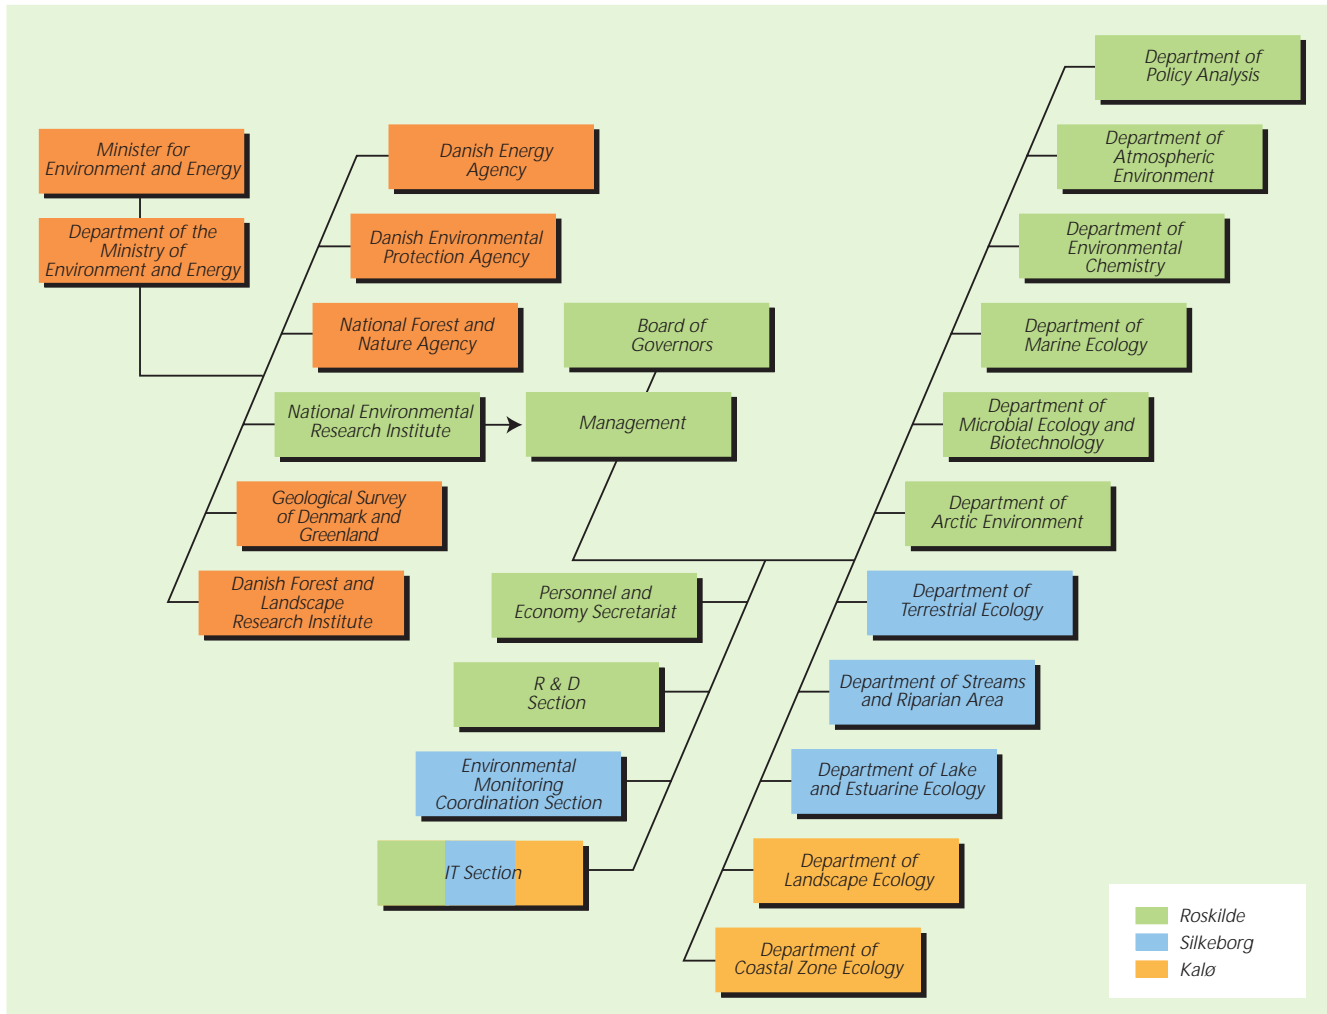 Minister for
Environment and Energy
Department of the
Ministry of
Environment and Energy
Danish Energy
Agency
Danish Environmental
Protection Agency
National Forest and
Nature Agency
National Environmental
Research Institute
Geological Survey
of Denmark and
Greenland
Danish Forest and
Landscape
Research Institute
Board of
Governors
Management
Personnel and
Economy Secretariat
R & D
Section
Environmental
Monitoring
Coordination Section
IT Section
Department of
Policy Analysis
Department of
Atmospheric
Environment
Department of
Environmental
Chemistry
Department of
Marine Ecology
Department of
Microbial Ecology and
Biotechnology
Department of
Arctic Environment
Department of
Terrestrial Ecology
Department of Streams
and Riparian Area
Department of Lake
and Estuarine Ecology
Department of
Landscape Ecology
Department of
Coastal Zone Ecology
Roskilde
Silkeborg
Kalø